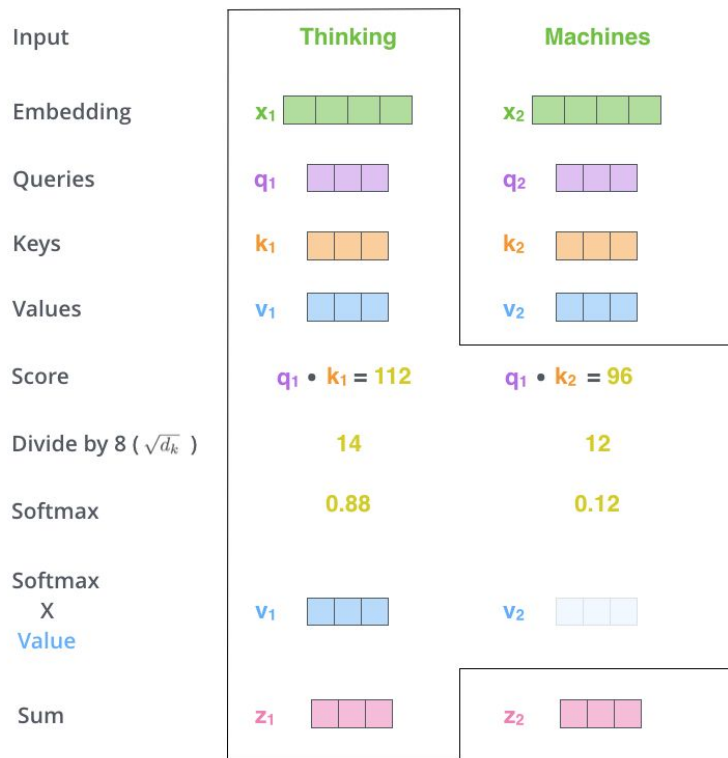 Input Thinking Machines
Embedding x₁ x₂
Queries q₁ q₂
Keys k₁ k₂
Values v₁ v₂
Score q₁ • k₁ = 112 q₁ • k₂ = 96
Divide by 8 ( √dₖ ) 14 12
Softmax 0.88 0.12
Softmax
X
Value v₁ v₂
Sum z₁ z₂